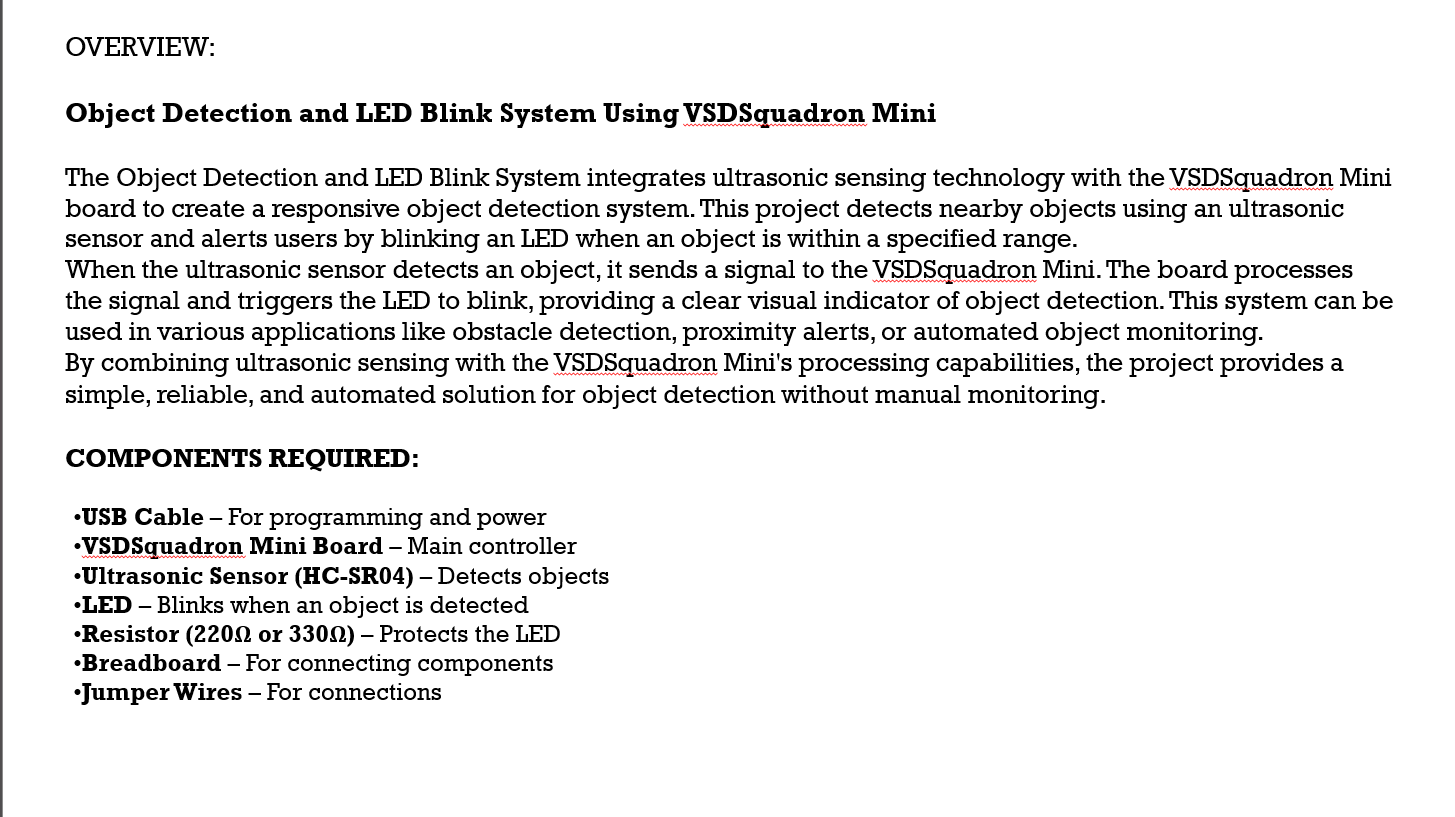 OVERVIEW:
Object Detection and LED Blink System Using VSDSquadron Mini
The Object Detection and LED Blink System integrates ultrasonic sensing technology with the VSDSquadron Mini
board to create a responsive object detection system. This project detects nearby objects using an ultrasonic
sensor and alerts users by blinking an LED when an object is within a specified range.
When the ultrasonic sensor detects an object, it sends a signal to the VSDSquadron Mini. The board processes
the signal and triggers the LED to blink, providing a clear visual indicator of object detection. This system can be
used in various applications like obstacle detection, proximity alerts, or automated object monitoring.
By combining ultrasonic sensing with the VSDSquadron Mini's processing capabilities, the project provides a
simple, reliable, and automated solution for object detection without manual monitoring.
COMPONENTS REQUIRED:
•USB Cable – For programming and power
•VSDSquadron Mini Board – Main controller
•Ultrasonic Sensor (HC-SR04) – Detects objects
•LED – Blinks when an object is detected
•Resistor (220Ω or 330Ω) – Protects the LED
•Breadboard – For connecting components
•Jumper Wires – For connections